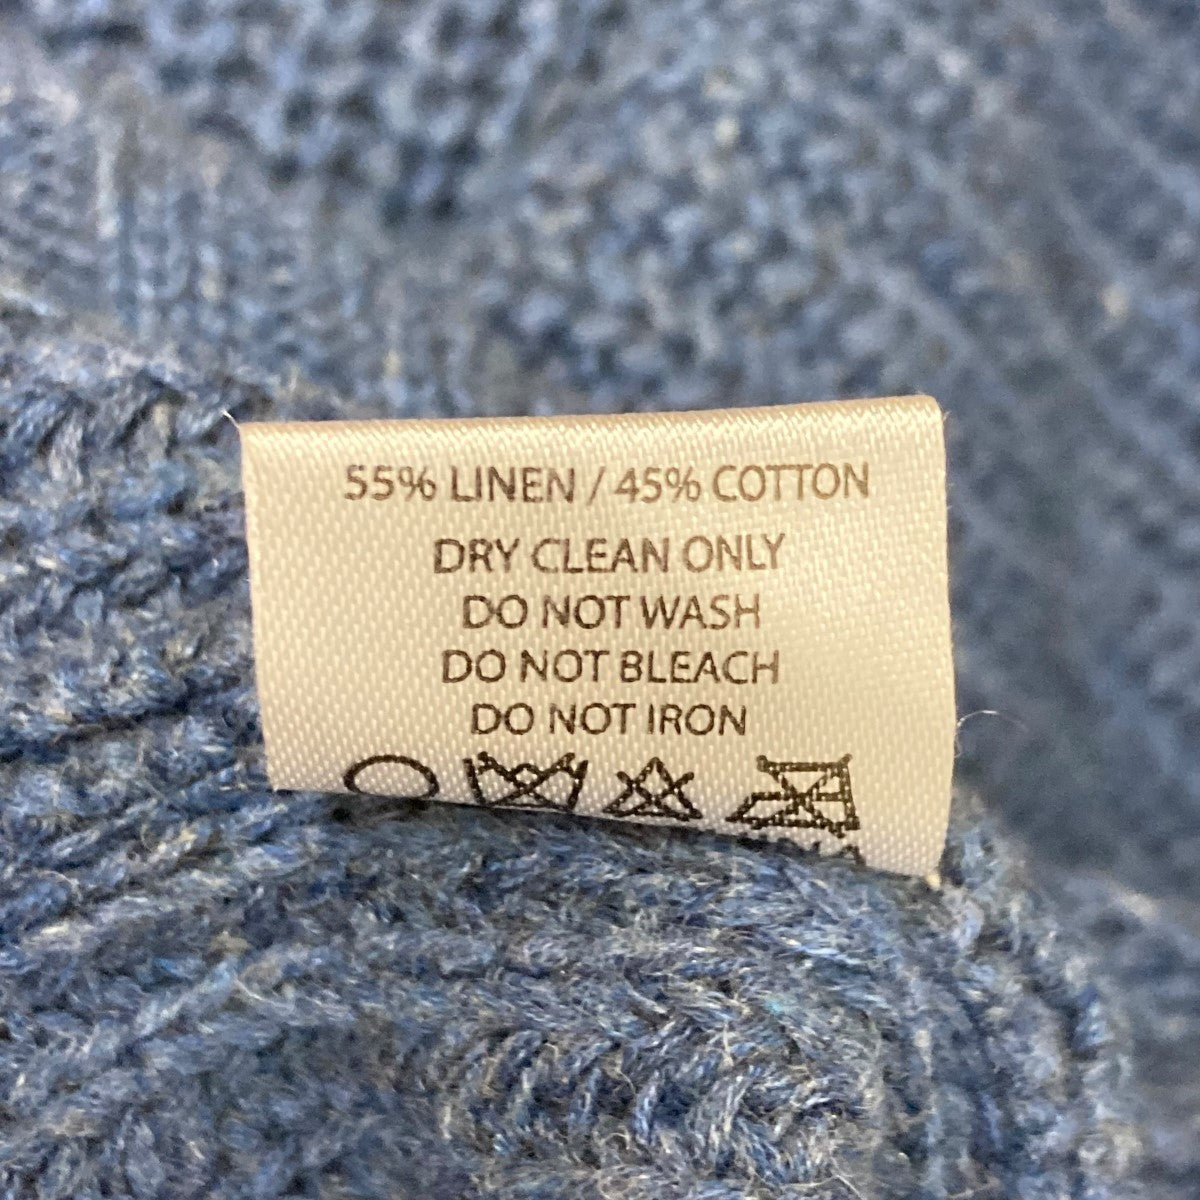 55% LINEN / 45% COTTON
DRY CLEAN ONLY
DO NOT WASH
DO NOT BLEACH
DO NOT IRON